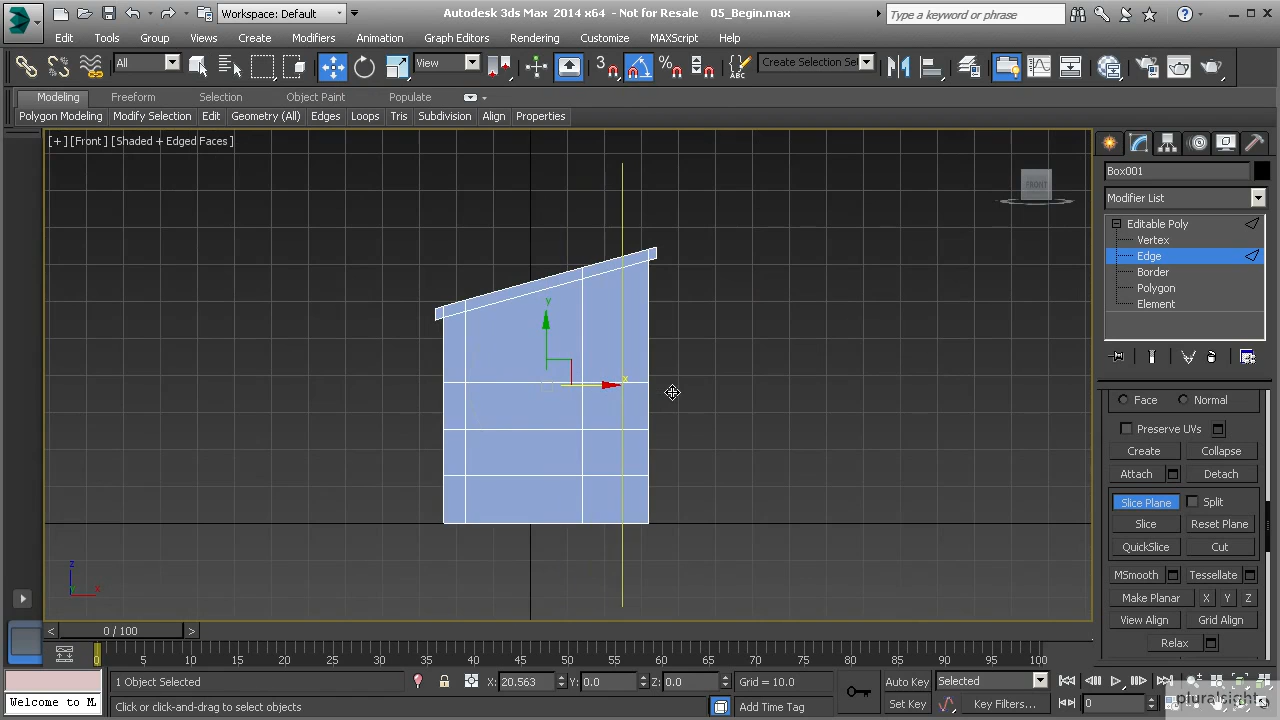 Workspace: Default
Autodesk 3ds Max 2014 x64 - Not for Resale 05_Begin.max
Type a keyword or phrase
Edit Tools Group Views Create Modifiers Animation Graph Editors Rendering Customize MAXScript Help
All View 3 % Create Selection Se
Modeling Freeform Selection Object Paint Populate
Polygon Modeling Modify Selection Edit Geometry (All) Edges Loops Tris Subdivision Align Properties
[+] [Front] [Shaded + Edged Faces]
FRONT
Box001
Modifier List
Editable Poly
Vertex
Edge
Border
Polygon
Element
y
x
Face Normal
Preserve UVs
Create Collapse
Attach Detach
Slice Plane Split
Slice Reset Plane
QuickSlice Cut
MSmooth Tessellate
Make Planar X Y Z
View Align Grid Align
Relax
z
x
< 0 / 100 >
0 5 10 15 20 25 30 35 40 45 50 55 60 65 70 75 80 85 90 95 100
1 Object Selected X: 20.563 Y: 0.0 Z: 0.0 Grid = 10.0 Auto Key Selected
Welcome to M Click or click-and-drag to select objects Add Time Tag Set Key Key Filters... 0
pluralsight